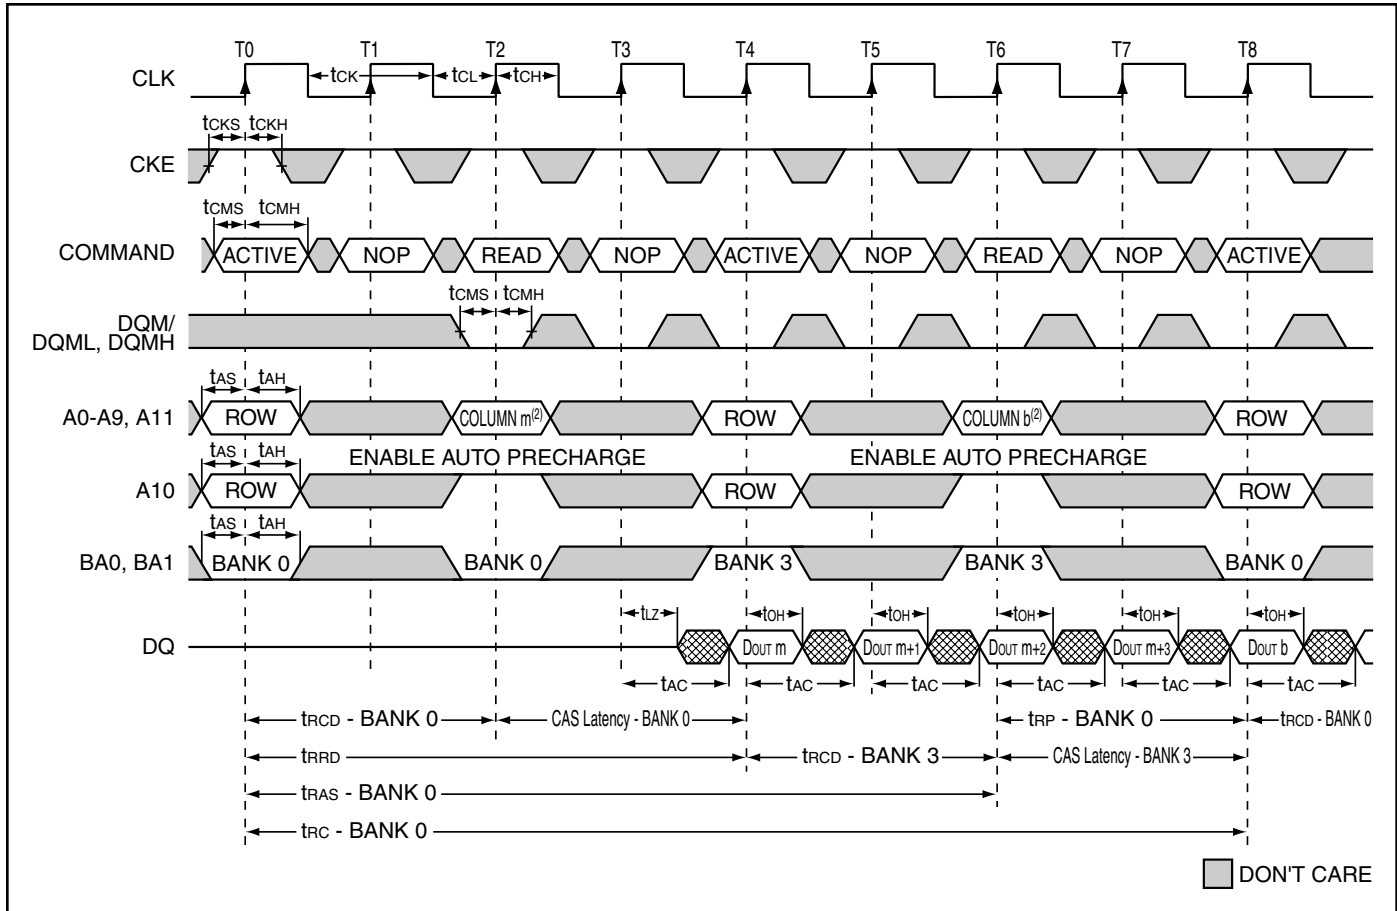 T0 T1 T2 T3 T4 T5 T6 T7 T8
CLK tCK tCL tCH
tCKS tCKH
CKE
tCMS tCMH
COMMAND ACTIVE NOP READ NOP ACTIVE NOP READ NOP ACTIVE
tCMS tCMH
DQM/
DQML, DQMH
tAS tAH
A0-A9, A11 ROW COLUMN m(2) ROW COLUMN b(2) ROW
tAS tAH ENABLE AUTO PRECHARGE ENABLE AUTO PRECHARGE
A10 ROW ROW ROW
tAS tAH
BA0, BA1 BANK 0 BANK 0 BANK 3 BANK 3 BANK 0
tLZ tOH tOH tOH tOH tOH
DQ DOUT m DOUT m+1 DOUT m+2 DOUT m+3 DOUT b
tAC tAC tAC tAC tAC tAC
tRCD - BANK 0 CAS Latency - BANK 0 tRP - BANK 0 tRCD - BANK 0
tRRD tRCD - BANK 3 CAS Latency - BANK 3
tRAS - BANK 0
tRC - BANK 0
DON'T CARE